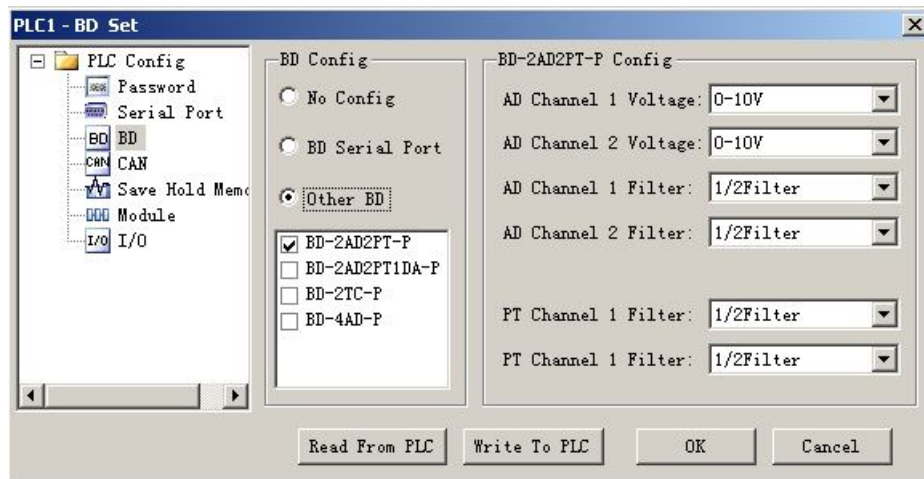 PLC1 - BD Set
PLC Config
Password
Serial Port
BD BD
CAN CAN
Save Hold Memo
Module
I/O I/O
BD Config
No Config
BD Serial Port
Other BD
BD-2AD2PT-P
BD-2AD2PT1DA-P
BD-2TC-P
BD-4AD-P
BD-2AD2PT-P Config
AD Channel 1 Voltage: 0-10V
AD Channel 2 Voltage: 0-10V
AD Channel 1 Filter: 1/2Filter
AD Channel 2 Filter: 1/2Filter
PT Channel 1 Filter: 1/2Filter
PT Channel 1 Filter: 1/2Filter
Read From PLC
Write To PLC
OK
Cancel